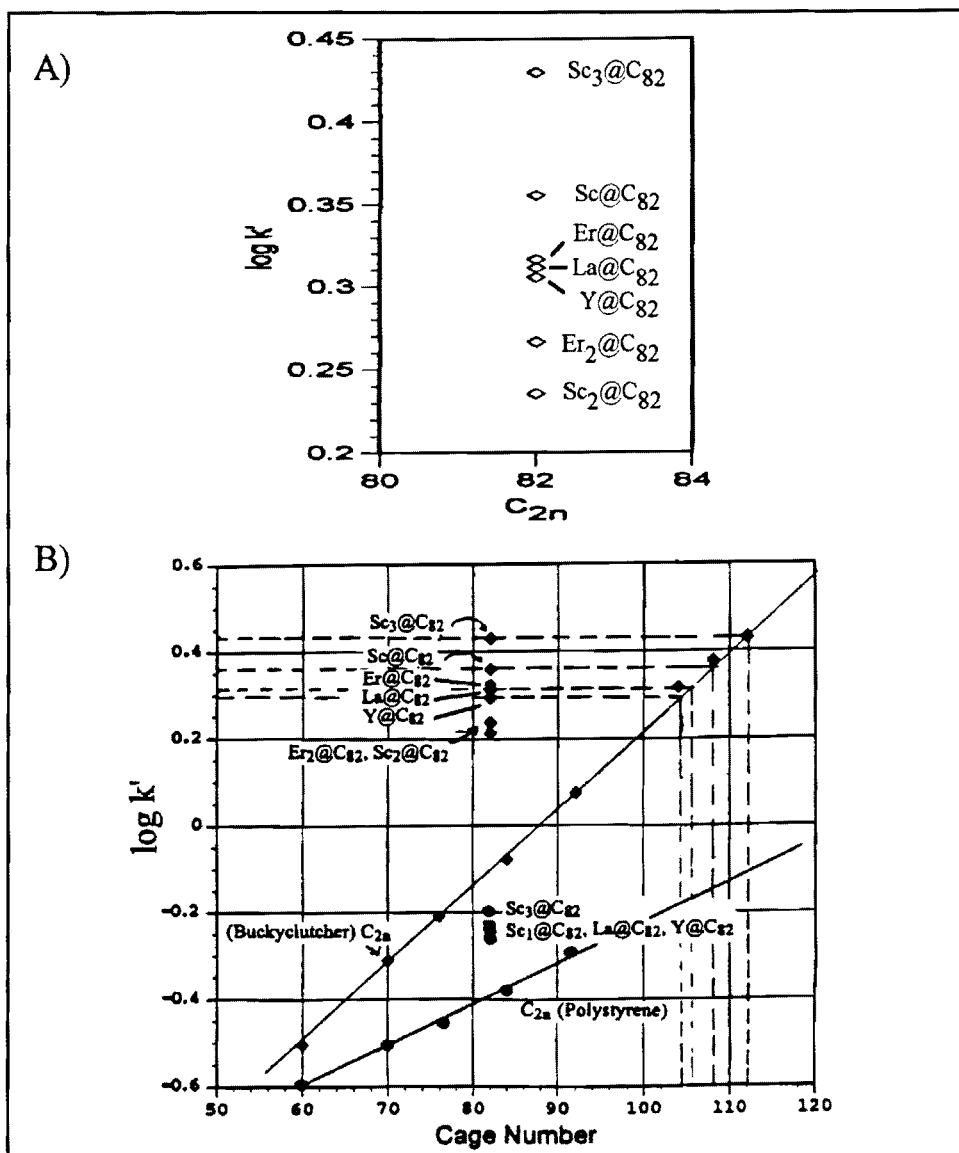 A)
0.45
0.4
0.35
0.3
0.25
0.2
log k'
Sc3@C82
Sc@C82
Er@C82
La@C82
Y@C82
Er2@C82
Sc2@C82
80
82
84
C2n
B)
0.6
0.4
0.2
0
-0.2
-0.4
-0.6
log k'
Sc3@C82
Sc@C82
Er@C82
La@C82
Y@C82
Er2@C82, Sc2@C82
Sc3@C82
Sc1@C82, La@C82, Y@C82
(Buckyclutcher) C2n
C2n (Polystyrene)
50
60
70
80
90
100
110
120
Cage Number